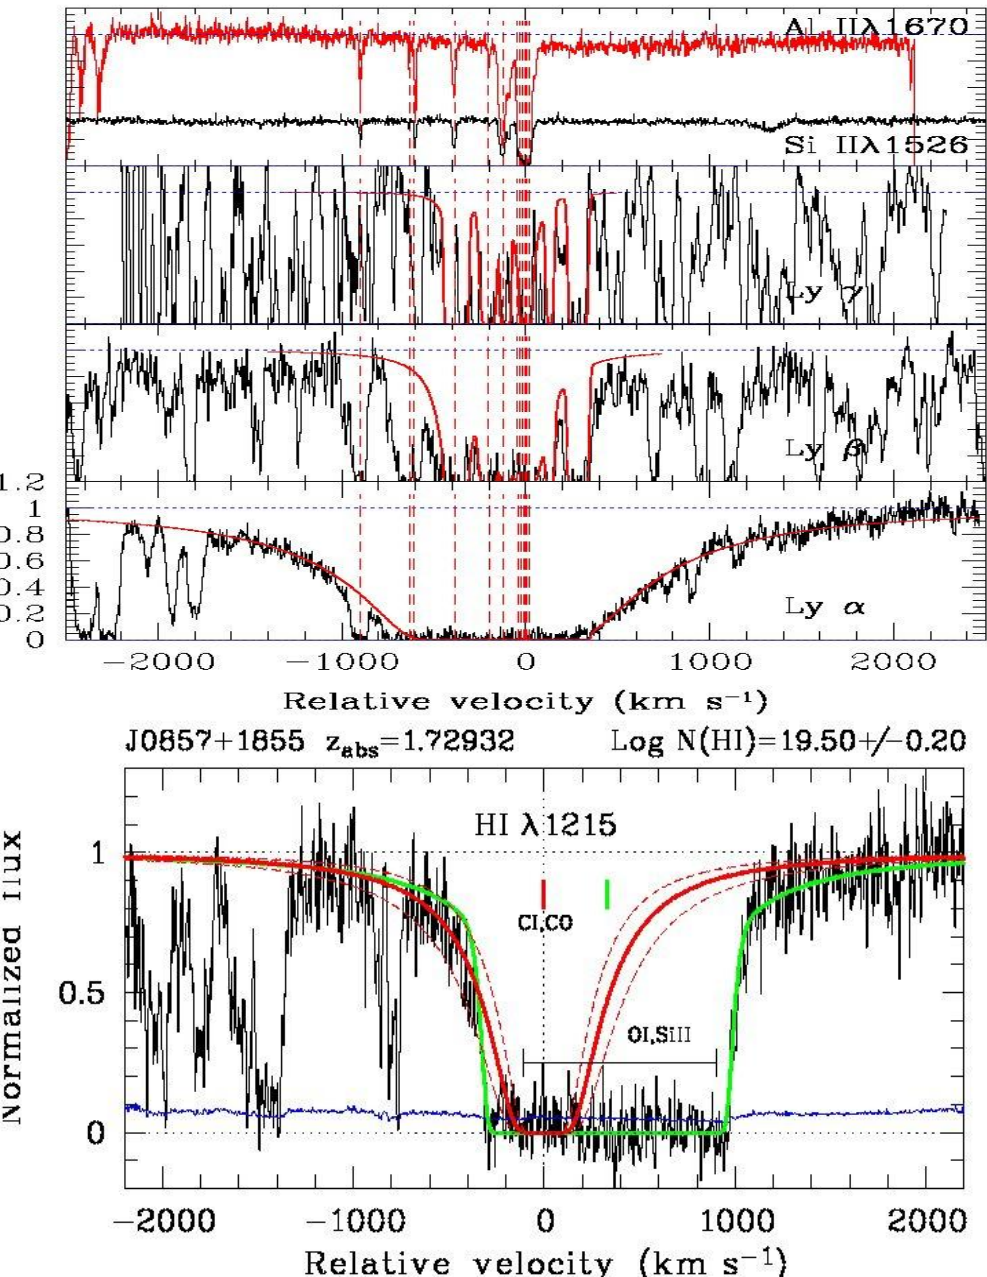 Al IIλ1670
Si IIλ1526
Ly γ
Ly β
1.2
1
0.8
0.6
0.4
0.2
0
Ly α
−2000 −1000 0 1000 2000
Relative velocity (km s⁻¹)
J0857+1855 z_abs=1.72932 Log N(HI)=19.50+/−0.20
HI λ1215
1
CI,CO
0.5
OI,SiII
0
Normalized flux
−2000 −1000 0 1000 2000
Relative velocity (km s⁻¹)